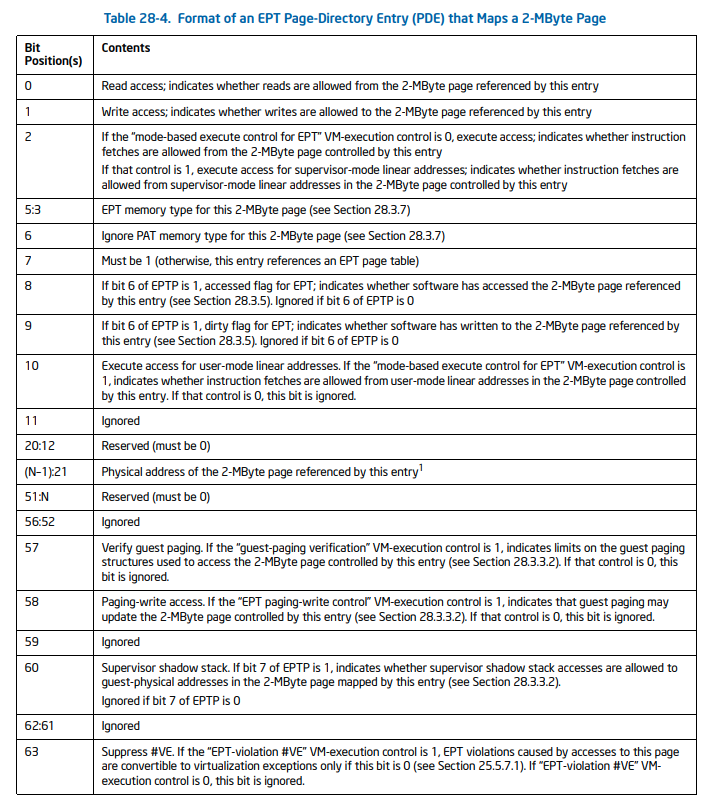 Table 28-4. Format of an EPT Page-Directory Entry (PDE) that Maps a 2-MByte Page
Bit
Position(s)
Contents
0
Read access; indicates whether reads are allowed from the 2-MByte page referenced by this entry
1
Write access; indicates whether writes are allowed to the 2-MByte page referenced by this entry
2
If the “mode-based execute control for EPT” VM-execution control is 0, execute access; indicates whether instruction
fetches are allowed from the 2-MByte page controlled by this entry
If that control is 1, execute access for supervisor-mode linear addresses; indicates whether instruction fetches are
allowed from supervisor-mode linear addresses in the 2-MByte page controlled by this entry
5:3
EPT memory type for this 2-MByte page (see Section 28.3.7)
6
Ignore PAT memory type for this 2-MByte page (see Section 28.3.7)
7
Must be 1 (otherwise, this entry references an EPT page table)
8
If bit 6 of EPTP is 1, accessed flag for EPT; indicates whether software has accessed the 2-MByte page referenced
by this entry (see Section 28.3.5). Ignored if bit 6 of EPTP is 0
9
If bit 6 of EPTP is 1, dirty flag for EPT; indicates whether software has written to the 2-MByte page referenced by
this entry (see Section 28.3.5). Ignored if bit 6 of EPTP is 0
10
Execute access for user-mode linear addresses. If the “mode-based execute control for EPT” VM-execution control is
1, indicates whether instruction fetches are allowed from user-mode linear addresses in the 2-MByte page controlled
by this entry. If that control is 0, this bit is ignored.
11
Ignored
20:12
Reserved (must be 0)
(N–1):21
Physical address of the 2-MByte page referenced by this entry1
51:N
Reserved (must be 0)
56:52
Ignored
57
Verify guest paging. If the “guest-paging verification” VM-execution control is 1, indicates limits on the guest paging
structures used to access the 2-MByte page controlled by this entry (see Section 28.3.3.2). If that control is 0, this
bit is ignored.
58
Paging-write access. If the “EPT paging-write control” VM-execution control is 1, indicates that guest paging may
update the 2-MByte page controlled by this entry (see Section 28.3.3.2). If that control is 0, this bit is ignored.
59
Ignored
60
Supervisor shadow stack. If bit 7 of EPTP is 1, indicates whether supervisor shadow stack accesses are allowed to
guest-physical addresses in the 2-MByte page mapped by this entry (see Section 28.3.3.2).
Ignored if bit 7 of EPTP is 0
62:61
Ignored
63
Suppress #VE. If the “EPT-violation #VE” VM-execution control is 1, EPT violations caused by accesses to this page
are convertible to virtualization exceptions only if this bit is 0 (see Section 25.5.7.1). If “EPT-violation #VE” VM-
execution control is 0, this bit is ignored.